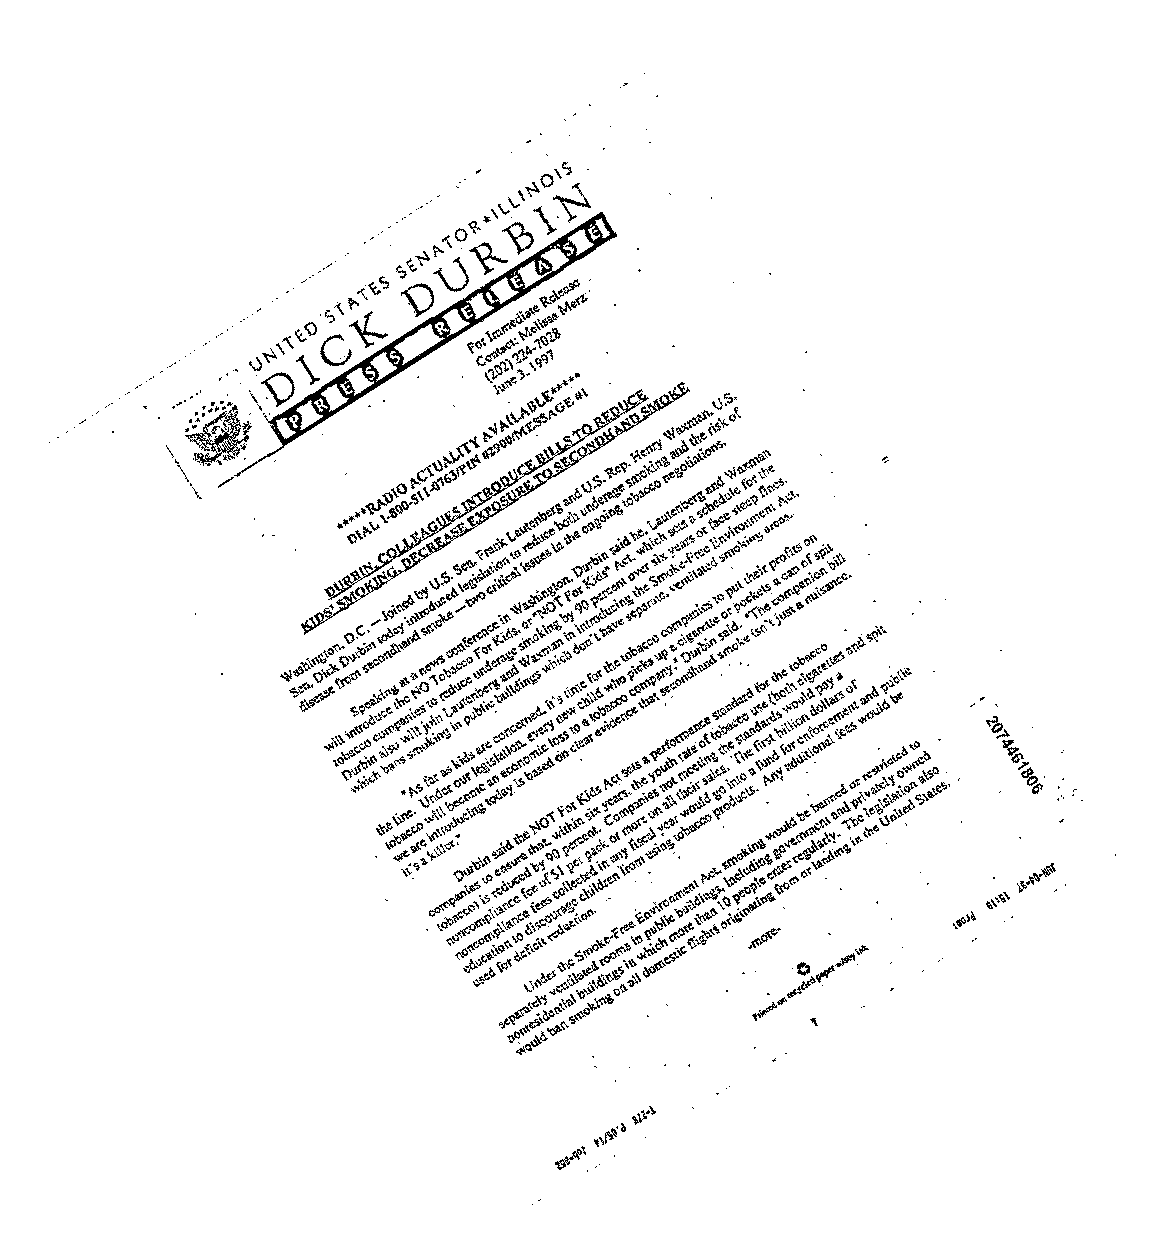 UNITED STATES SENATOR★ILLINOIS
DICK DURBIN
PRESS RELEASE
For Immediate Release
Contact: Melissa Merz
(202) 224-7028
June 3, 1997
*****RADIO ACTUALITY AVAILABLE*****
DIAL 1-800-511-0763/PIN #2900/MESSAGE #1
DURBIN, COLLEAGUES INTRODUCE BILLS TO REDUCE
KIDS' SMOKING, DECREASE EXPOSURE TO SECONDHAND SMOKE
Washington, D.C. — Joined by U.S. Sen. Frank Lautenberg and U.S. Rep. Henry Waxman, U.S.
Sen. Dick Durbin today introduced legislation to reduce both underage smoking and the risk of
disease from secondhand smoke — two critical issues in the ongoing tobacco negotiations.
Speaking at a news conference in Washington, Durbin said he, Lautenberg and Waxman
will introduce the NO Tobacco For Kids, or "NOT For Kids" Act, which sets a schedule for the
tobacco companies to reduce underage smoking by 90 percent over six years or face steep fines.
Durbin also will join Lautenberg and Waxman in introducing the Smoke-Free Environment Act,
which bans smoking in public buildings which don't have separate, ventilated smoking areas.
"As far as kids are concerned, it's time for the tobacco companies to put their profits on
the line. Under our legislation, every new child who picks up a cigarette or pockets a can of spit
tobacco will become an economic loss to a tobacco company," Durbin said. "The companion bill
we are introducing today is based on clear evidence that secondhand smoke isn't just a nuisance.
It's a killer."
Durbin said the NOT For Kids Act sets a performance standard for the tobacco
companies to ensure that, within six years, the youth rate of tobacco use (both cigarettes and spit
tobacco) is reduced by 90 percent. Companies not meeting the standards would pay a
noncompliance fee of $1 per pack or more on all their sales. The first billion dollars of
noncompliance fees collected in any fiscal year would go into a fund for enforcement and public
education to discourage children from using tobacco products. Any additional fees would be
used for deficit reduction.
Under the Smoke-Free Environment Act, smoking would be banned or restricted to
separately ventilated rooms in public buildings, including government and privately owned
nonresidential buildings in which more than 10 people enter regularly. The legislation also
would ban smoking on all domestic flights originating from or landing in the United States.
-more-
Printed on recycled paper w/soy ink
2074461806
From
T-278 P.05/14 Job-802